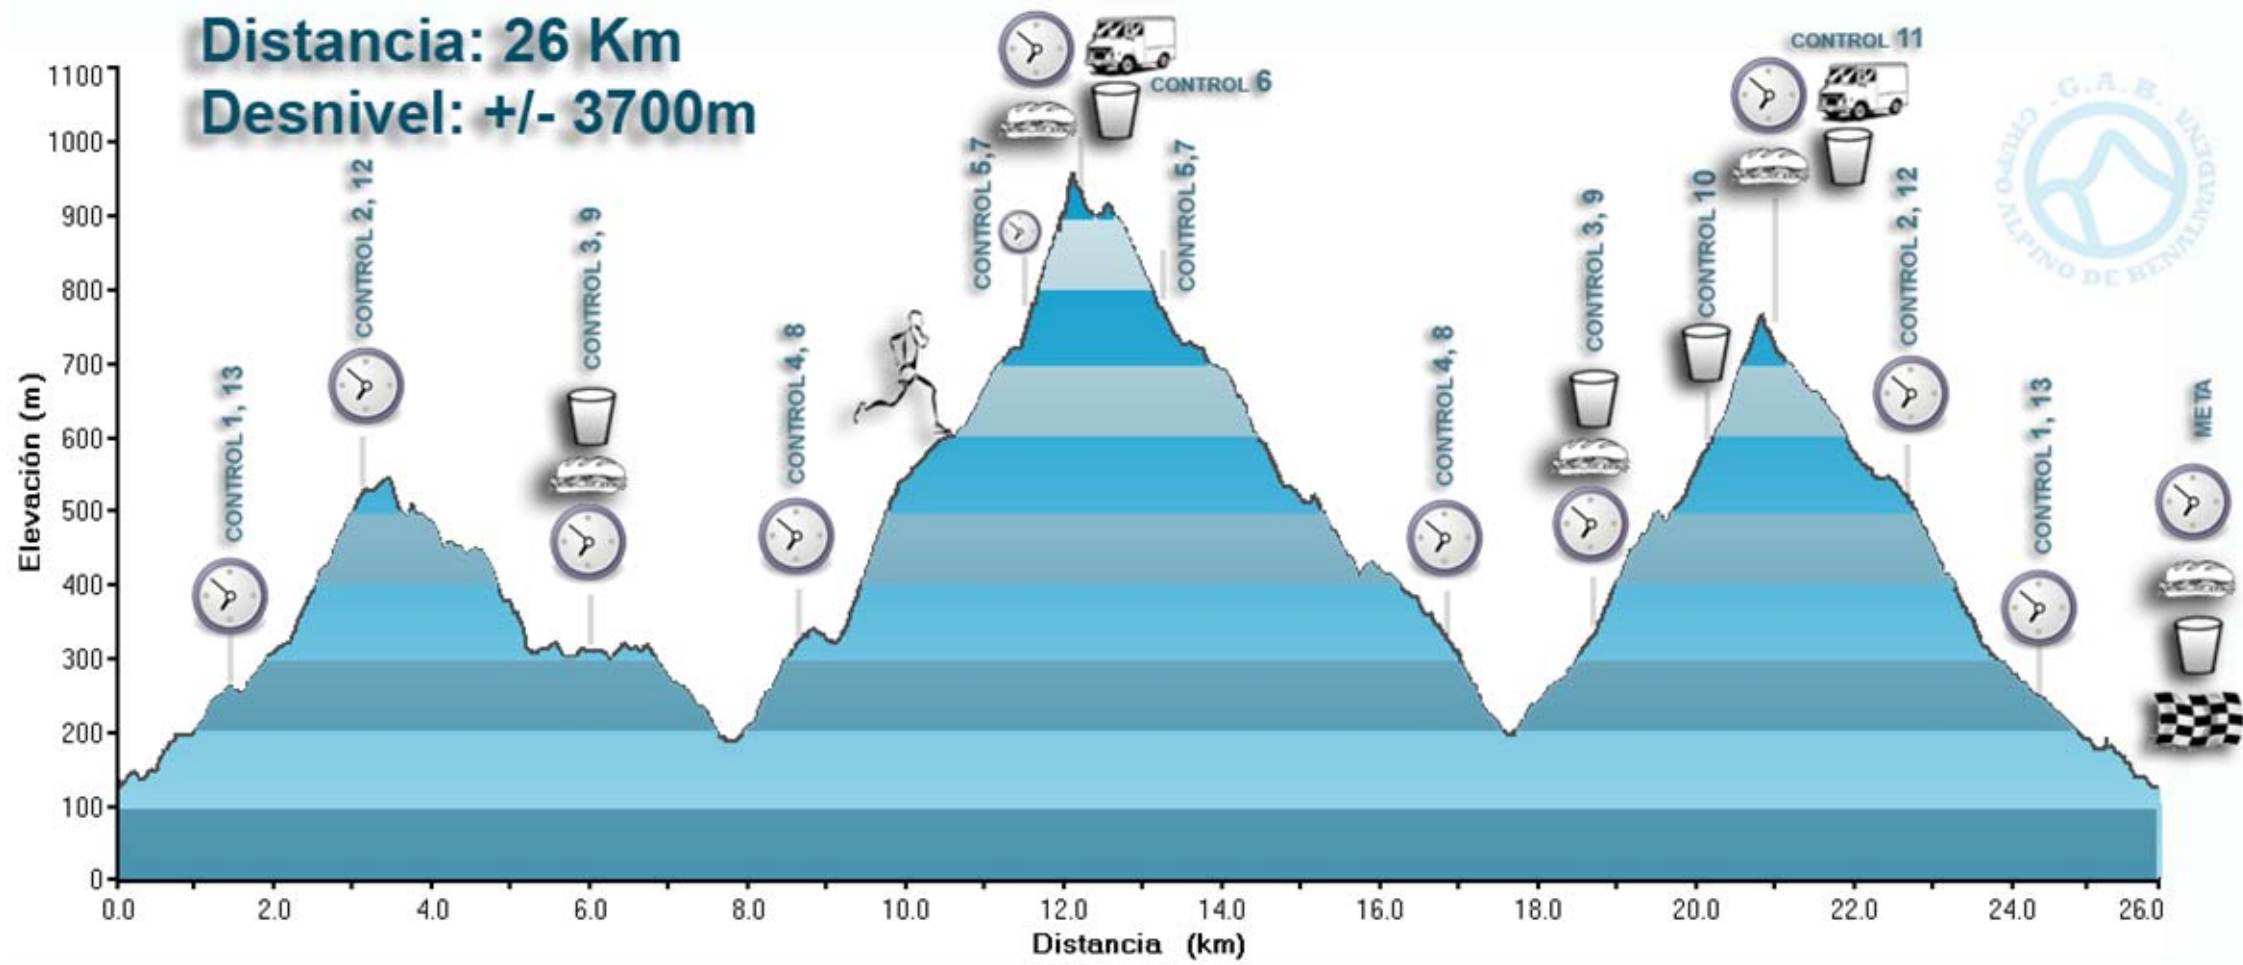 Distancia: 26 Km
Desnivel: +/- 3700m
CONTROL 6
CONTROL 11
CONTROL 1, 13
CONTROL 2, 12
CONTROL 3, 9
CONTROL 4, 8
CONTROL 5,7
CONTROL 5,7
CONTROL 4, 8
CONTROL 3, 9
CONTROL 10
CONTROL 2, 12
CONTROL 1, 13
META
G.A.B.
GRUPO ALPINO DE BENALMADENA
Elevación (m)
1100
1000
900
800
700
600
500
400
300
200
100
0
0.0 2.0 4.0 6.0 8.0 10.0 12.0 14.0 16.0 18.0 20.0 22.0 24.0 26.0
Distancia (km)